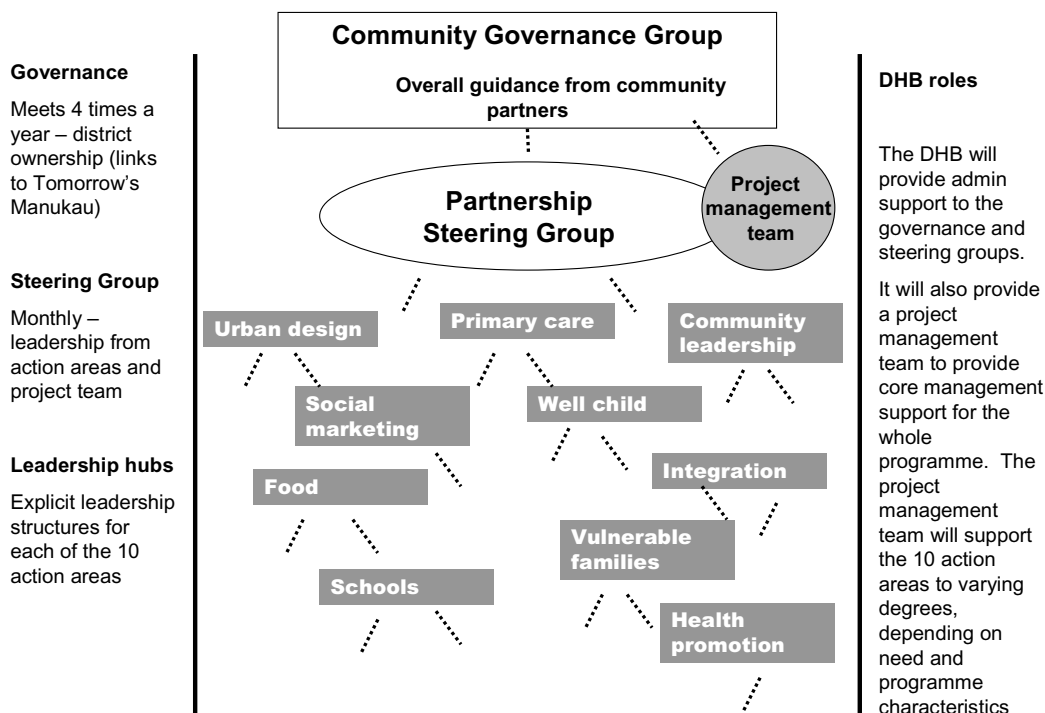 Community Governance Group
Overall guidance from community
partners
Governance
Meets 4 times a
year – district
ownership (links
to Tomorrow’s
Manukau)
Steering Group
Monthly –
leadership from
action areas and
project team
Leadership hubs
Explicit leadership
structures for
each of the 10
action areas
Partnership
Steering Group
Project
management
team
Urban design
Primary care
Community
leadership
Social
marketing
Well child
Food
Integration
Vulnerable
families
Schools
Health
promotion
DHB roles
The DHB will
provide admin
support to the
governance and
steering groups.
It will also provide
a project
management
team to provide
core management
support for the
whole
programme.  The
project
management
team will support
the 10 action
areas to varying
degrees,
depending on
need and
programme
characteristics